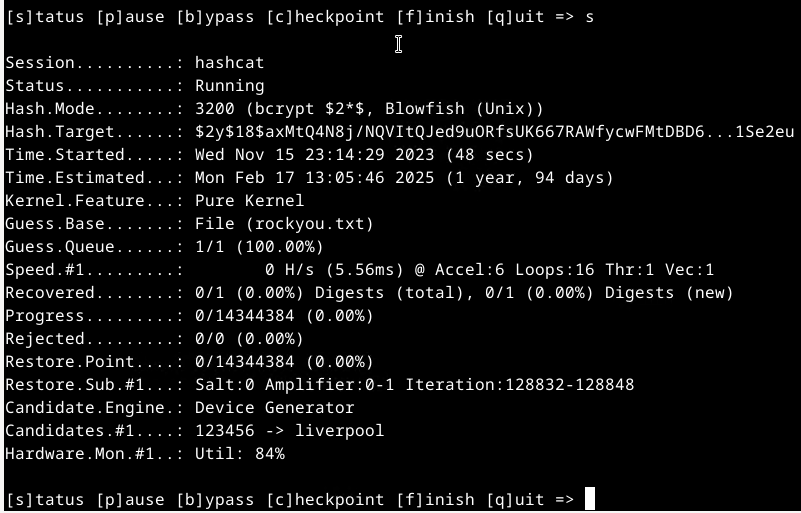 [s]tatus [p]ause [b]ypass [c]heckpoint [f]inish [q]uit => s
Session..........: hashcat
Status...........: Running
Hash.Mode........: 3200 (bcrypt $2*$, Blowfish (Unix))
Hash.Target......: $2y$18$axMtQ4N8j/NQVItQJed9uORfsUK667RAWfycwFMtDBD6...1Se2eu
Time.Started.....: Wed Nov 15 23:14:29 2023 (48 secs)
Time.Estimated...: Mon Feb 17 13:05:46 2025 (1 year, 94 days)
Kernel.Feature...: Pure Kernel
Guess.Base.......: File (rockyou.txt)
Guess.Queue......: 1/1 (100.00%)
Speed.#1.........:        0 H/s (5.56ms) @ Accel:6 Loops:16 Thr:1 Vec:1
Recovered........: 0/1 (0.00%) Digests (total), 0/1 (0.00%) Digests (new)
Progress.........: 0/14344384 (0.00%)
Rejected.........: 0/0 (0.00%)
Restore.Point....: 0/14344384 (0.00%)
Restore.Sub.#1...: Salt:0 Amplifier:0-1 Iteration:128832-128848
Candidate.Engine.: Device Generator
Candidates.#1....: 123456 -> liverpool
Hardware.Mon.#1..: Util: 84%
[s]tatus [p]ause [b]ypass [c]heckpoint [f]inish [q]uit =>